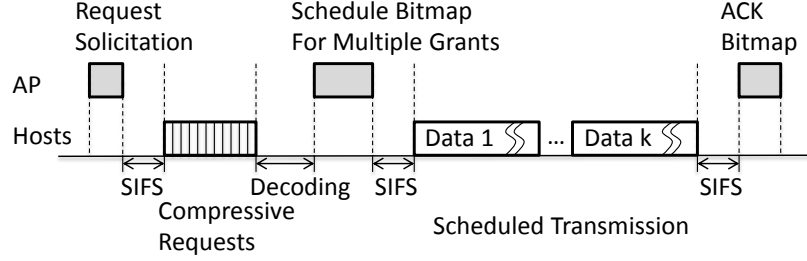 Request
Solicitation
Schedule Bitmap
For Multiple Grants
ACK
Bitmap
AP
Hosts
Data 1
...
Data k
SIFS
Decoding
SIFS
SIFS
Compressive
Requests
Scheduled Transmission